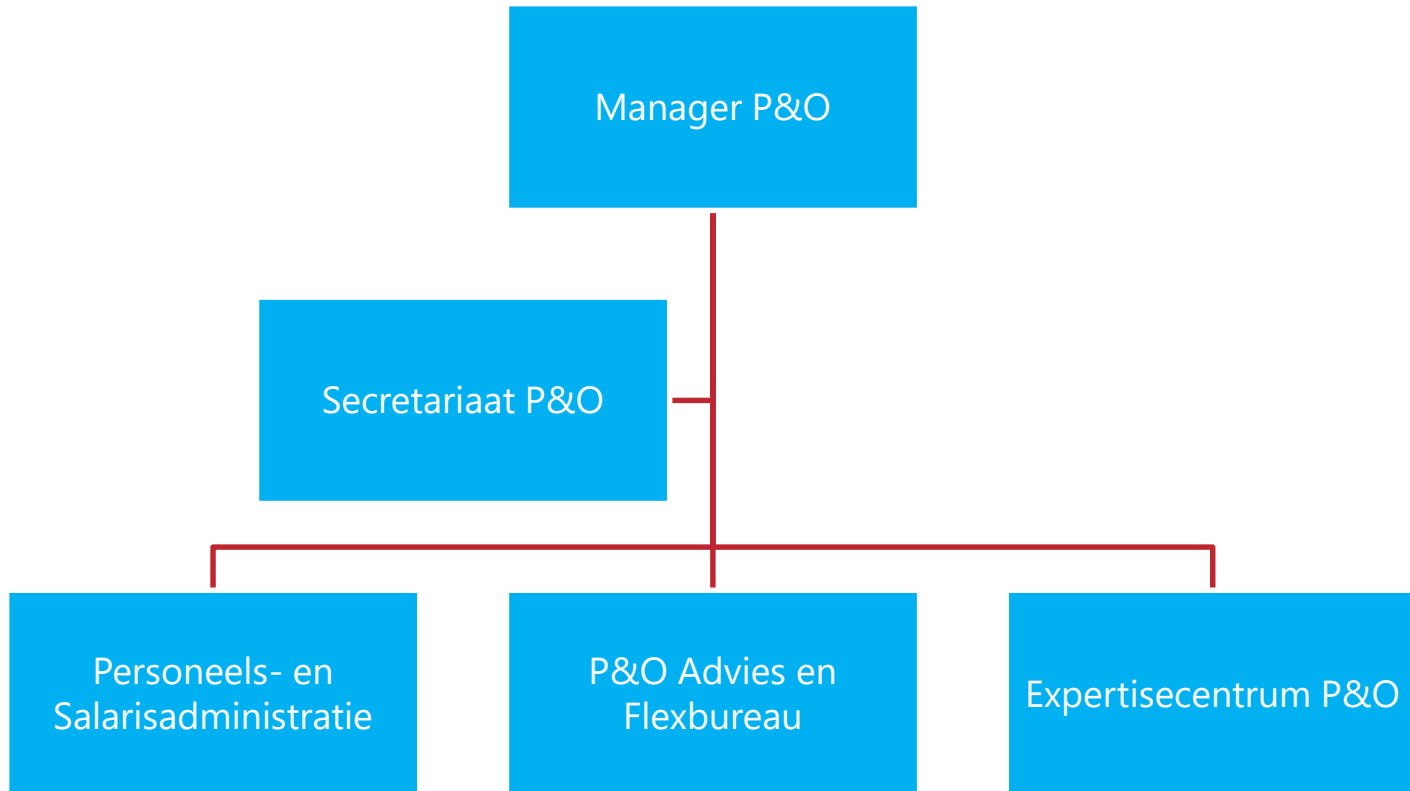 Manager P&O
Secretariaat P&O
Personeels- en
Salarisadministratie
P&O Advies en
Flexbureau
Expertisecentrum P&O